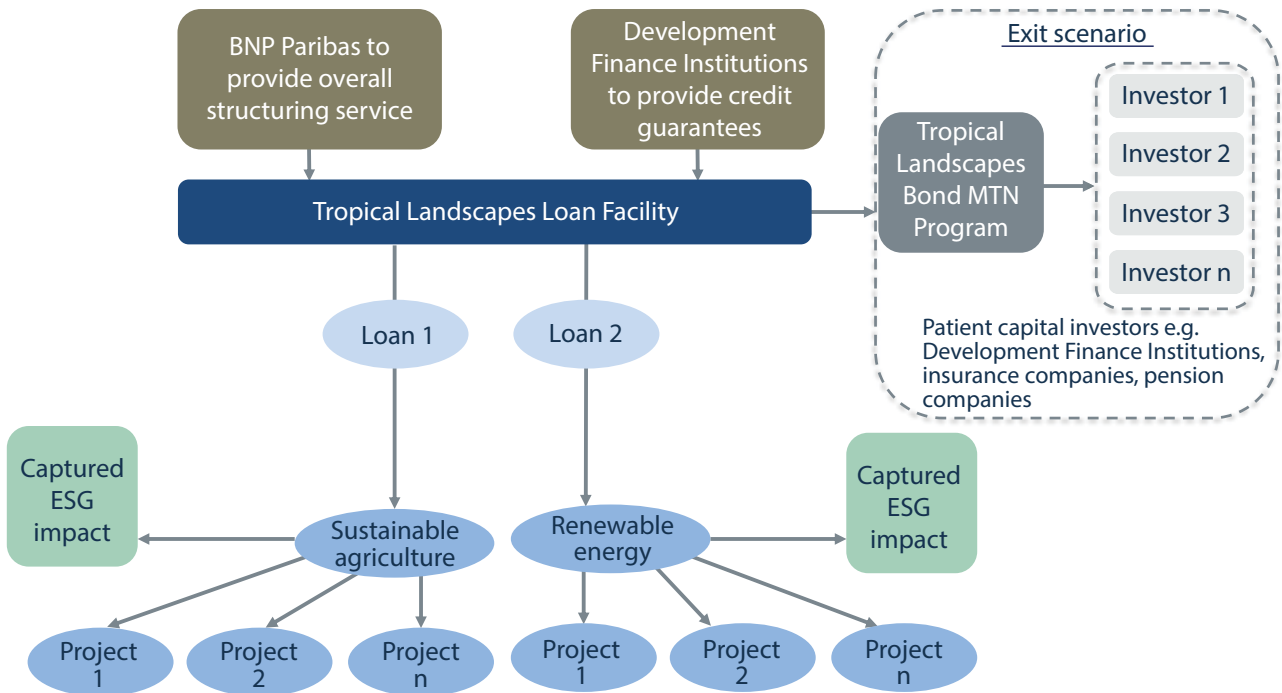 BNP Paribas to
provide overall
structuring service
Development
Finance Institutions
to provide credit
guarantees
Exit scenario
Tropical
Landscapes
Bond MTN
Program
Investor 1
Investor 2
Investor 3
Investor n
Patient capital investors e.g.
Development Finance Institutions,
insurance companies, pension
companies
Tropical Landscapes Loan Facility
Loan 1
Loan 2
Captured
ESG
impact
Sustainable
agriculture
Renewable
energy
Captured
ESG
impact
Project
1
Project
2
Project
n
Project
1
Project
2
Project
n